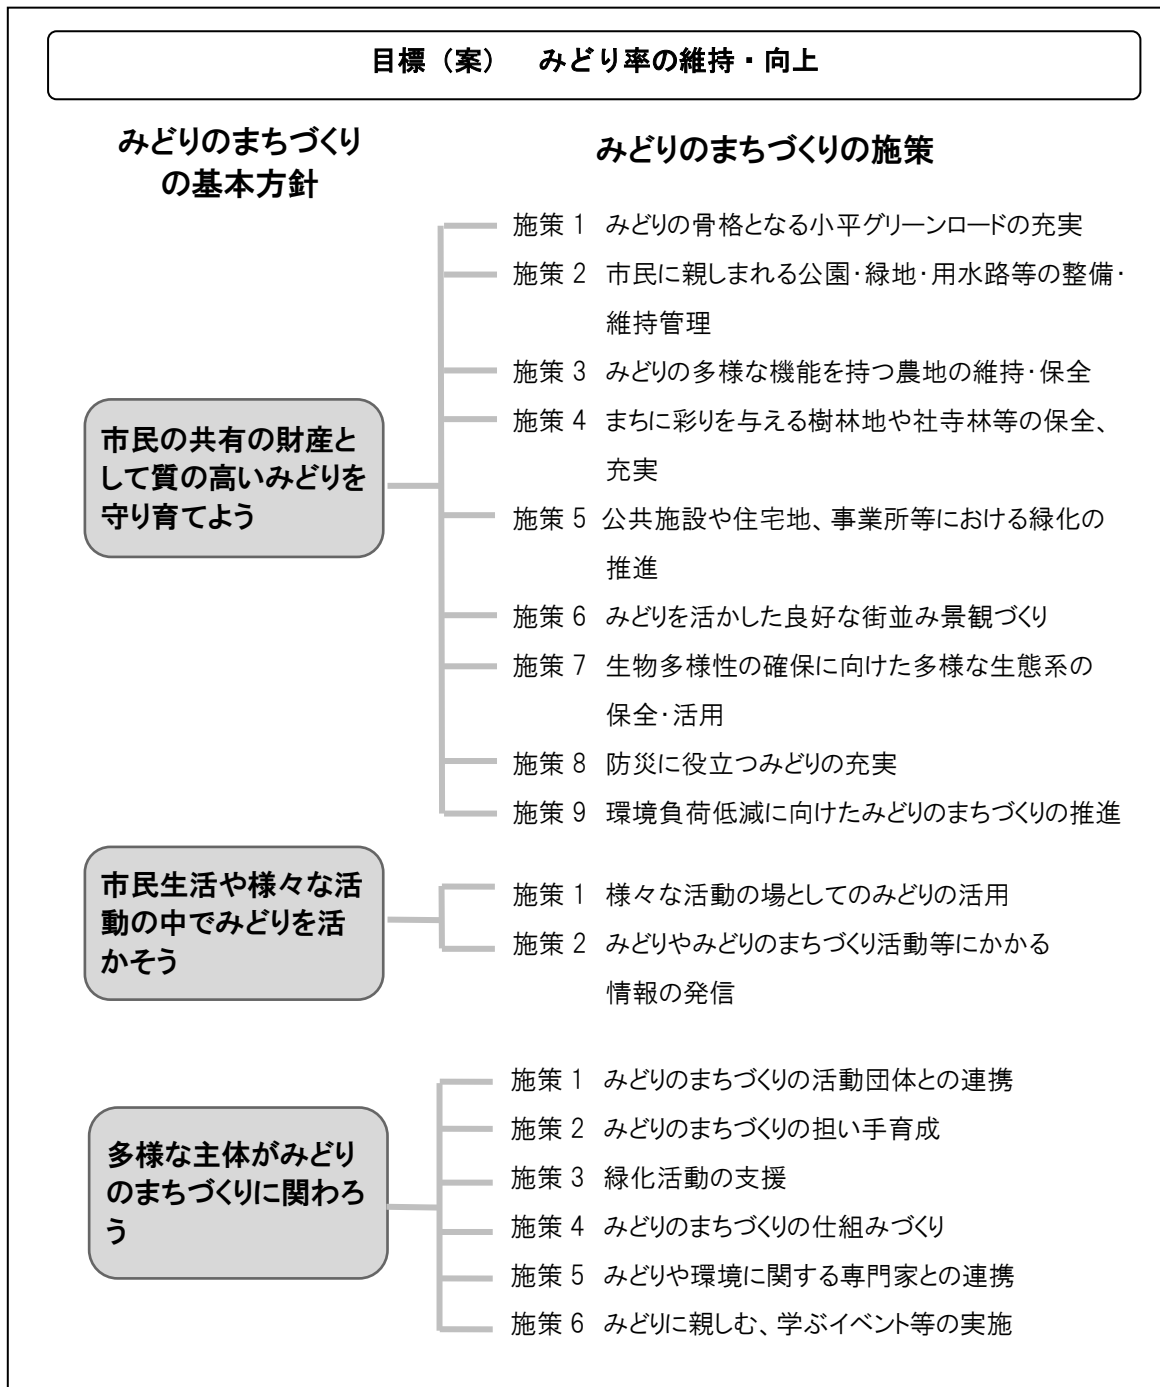 目標（案）　みどり率の維持・向上
みどりのまちづくり
の基本方針
みどりのまちづくりの施策
市民の共有の財産と
して質の高いみどりを
守り育てよう
施策 1 みどりの骨格となる小平グリーンロードの充実
施策 2 市民に親しまれる公園・緑地・用水路等の整備・
維持管理
施策 3 みどりの多様な機能を持つ農地の維持・保全
施策 4 まちに彩りを与える樹林地や社寺林等の保全、
充実
施策 5 公共施設や住宅地、事業所等における緑化の
推進
施策 6 みどりを活かした良好な街並み景観づくり
施策 7 生物多様性の確保に向けた多様な生態系の
保全・活用
施策 8 防災に役立つみどりの充実
施策 9 環境負荷低減に向けたみどりのまちづくりの推進
市民生活や様々な活
動の中でみどりを活
かそう
施策 1 様々な活動の場としてのみどりの活用
施策 2 みどりやみどりのまちづくり活動等にかかる
情報の発信
多様な主体がみどり
のまちづくりに関わろ
う
施策 1 みどりのまちづくりの活動団体との連携
施策 2 みどりのまちづくりの担い手育成
施策 3 緑化活動の支援
施策 4 みどりのまちづくりの仕組みづくり
施策 5 みどりや環境に関する専門家との連携
施策 6 みどりに親しむ、学ぶイベント等の実施